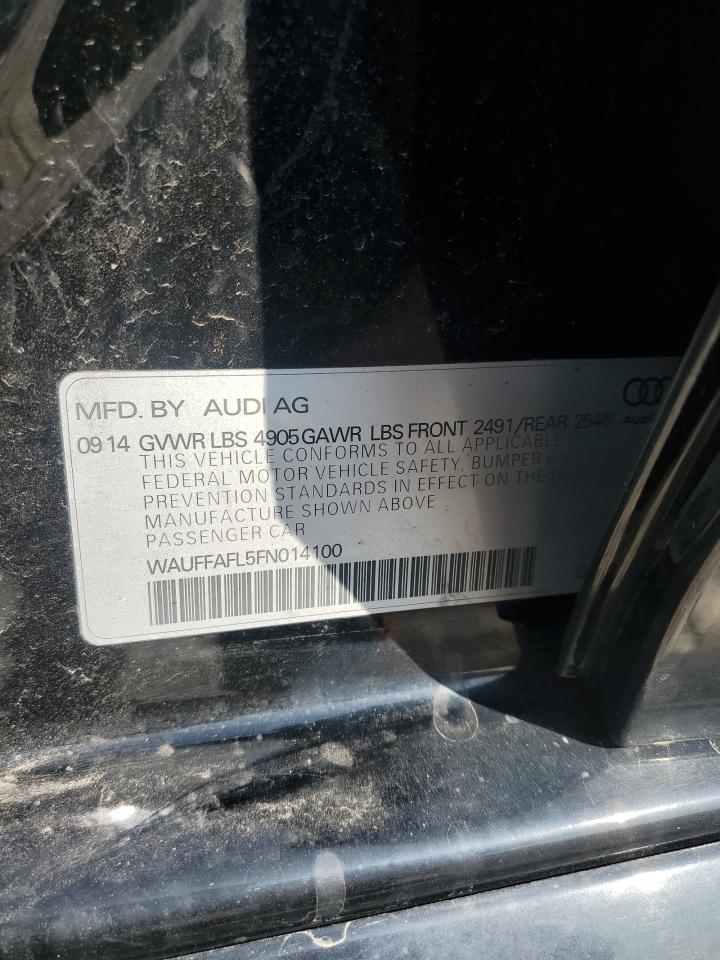 MFD. BY AUDI AG
09 14 GVWR LBS 4905 GAWR LBS FRONT 2491/REAR 2546
THIS VEHICLE CONFORMS TO ALL APPLICABLE U.S.
FEDERAL MOTOR VEHICLE SAFETY, BUMPER AND
PREVENTION STANDARDS IN EFFECT ON THE DATE
MANUFACTURE SHOWN ABOVE
PASSENGER CAR
WAUFFAFL5FN014100
Audi